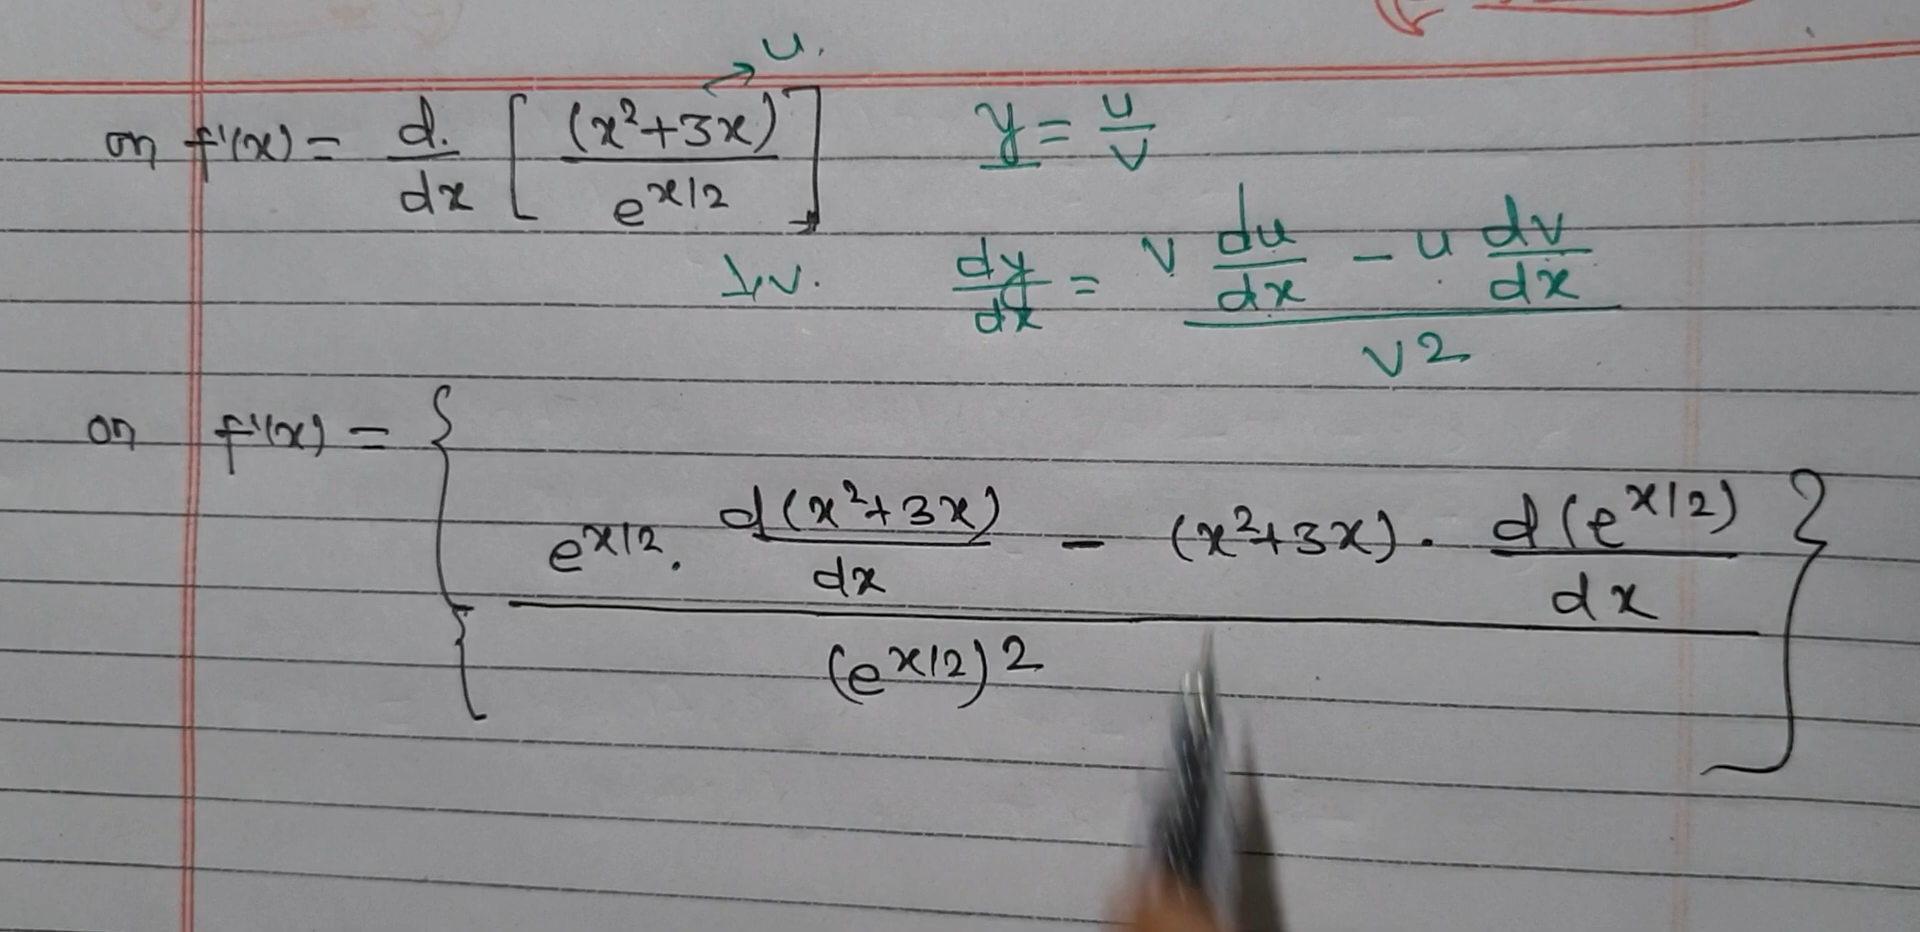 u.
or f'(x) = d/dx [ (x²+3x) / e^x/2 ]
y = u/v
↳v.
dy/dx = (v du/dx - u dv/dx) / v2
or f'(x) = { (e^x/2 . d(x²+3x)/dx - (x²+3x) . d(e^x/2)/dx) / (e^x/2)2 }